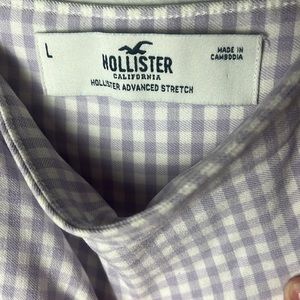 L
HOLLISTER
CALIFORNIA
HOLLISTER ADVANCED STRETCH
MADE IN
CAMBODIA